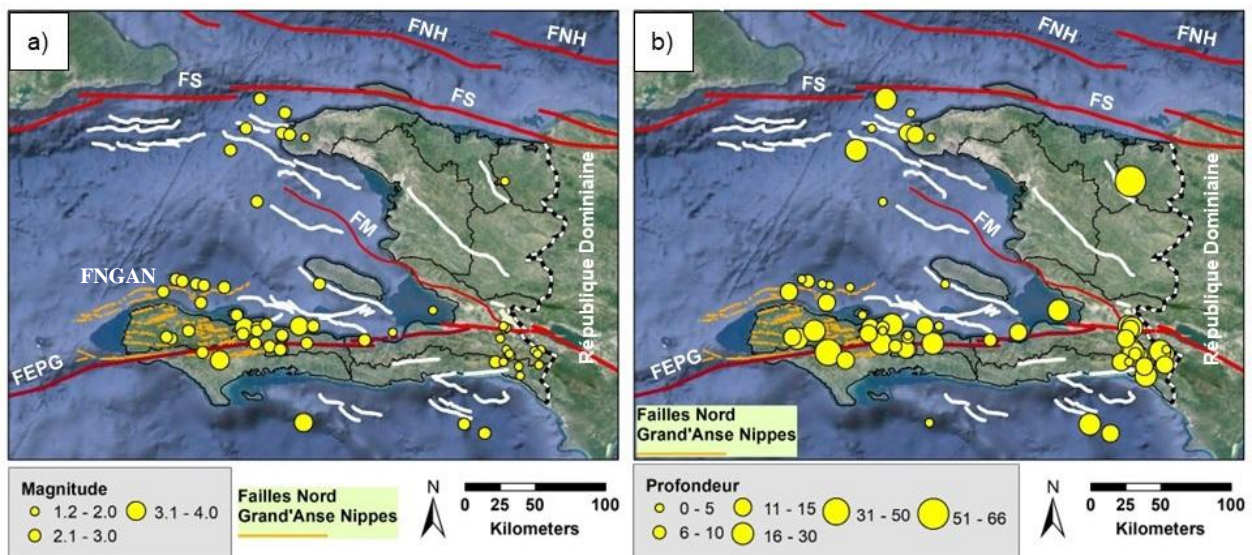 a)
FNH
FNH
FS
FS
FM
FNGAN
FEPG
République Dominiaine
Magnitude
1.2 - 2.0
2.1 - 3.0
3.1 - 4.0
Failles Nord
Grand'Anse Nippes
N
0 25 50 100
Kilometers
b)
FNH
FNH
FS
FS
FM
FEPG
République Dominiaine
Failles Nord
Grand'Anse Nippes
Profondeur
0 - 5
6 - 10
11 - 15
16 - 30
31 - 50
51 - 66
N
0 25 50 100
Kilometers